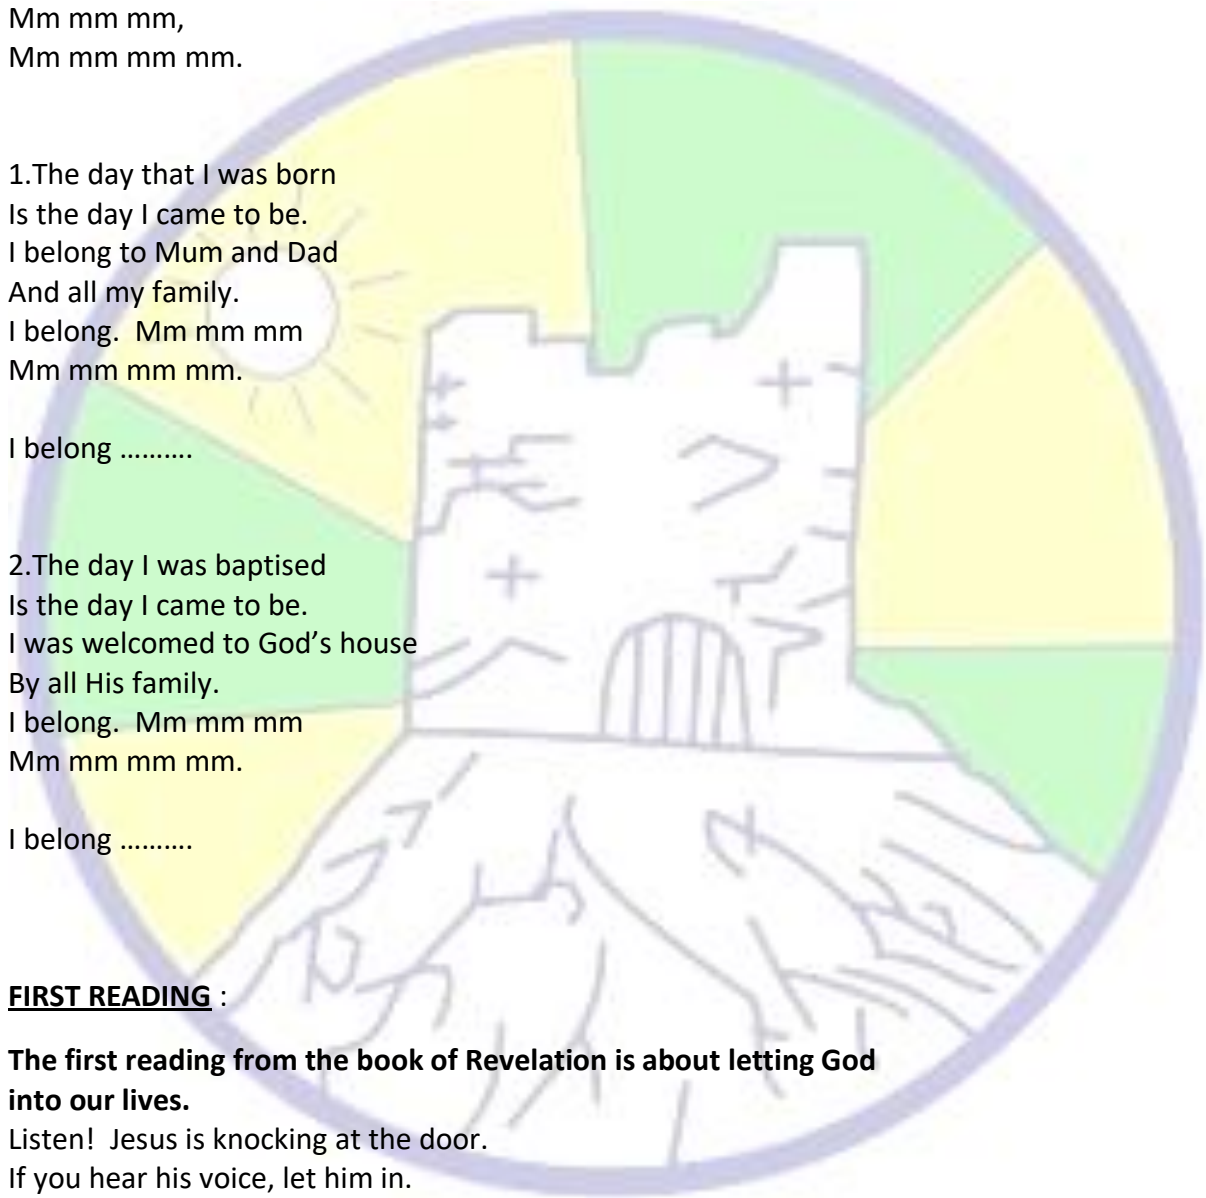 Mm mm mm,
Mm mm mm mm.
1.The day that I was born
Is the day I came to be.
I belong to Mum and Dad
And all my family.
I belong.  Mm mm mm
Mm mm mm mm.
I belong ……….
2.The day I was baptised
Is the day I came to be.
I was welcomed to God’s house
By all His family.
I belong.  Mm mm mm
Mm mm mm mm.
I belong ……….
FIRST READING :
The first reading from the book of Revelation is about letting God
into our lives.
Listen!  Jesus is knocking at the door.
If you hear his voice, let him in.